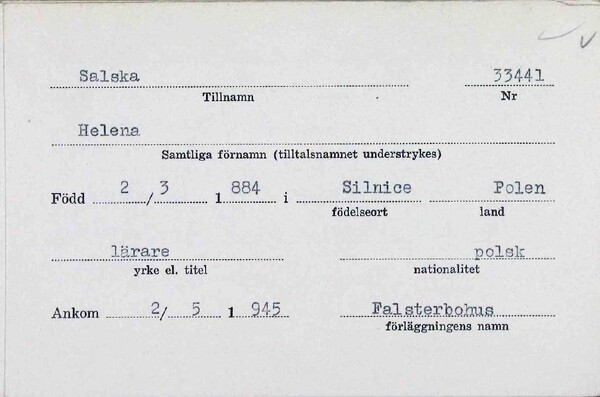 Salska 33441
Tillnamn Nr
Helena
Samtliga förnamn (tilltalsnamnet understrykes)
Född 2/3 1884 i Silnice Polen
födelseort land
lärare polsk
yrke el. titel nationalitet
Ankom 2/5 1945 Falsterbohus
förläggningens namn